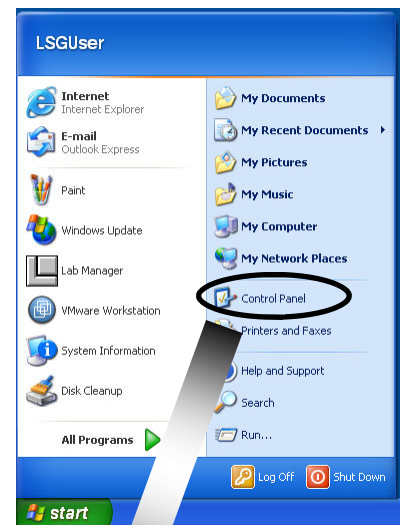 LSGUser
Internet
Internet Explorer
E-mail
Outlook Express
Paint
Windows Update
Lab Manager
VMware Workstation
System Information
Disk Cleanup
All Programs
My Documents
My Recent Documents
My Pictures
My Music
My Computer
My Network Places
Control Panel
Printers and Faxes
Help and Support
Search
Run...
Log Off
Shut Down
start